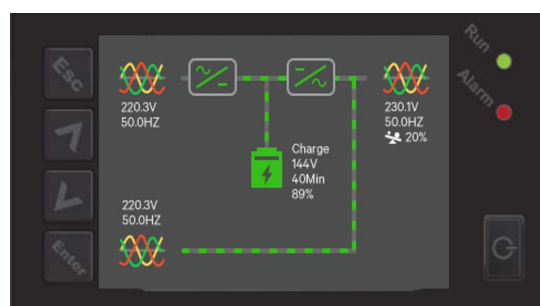 Esc
Enter
Run
Alarm
220.3V
50.0HZ
230.1V
50.0HZ
20%
Charge
144V
40Min
89%
220.3V
50.0HZ